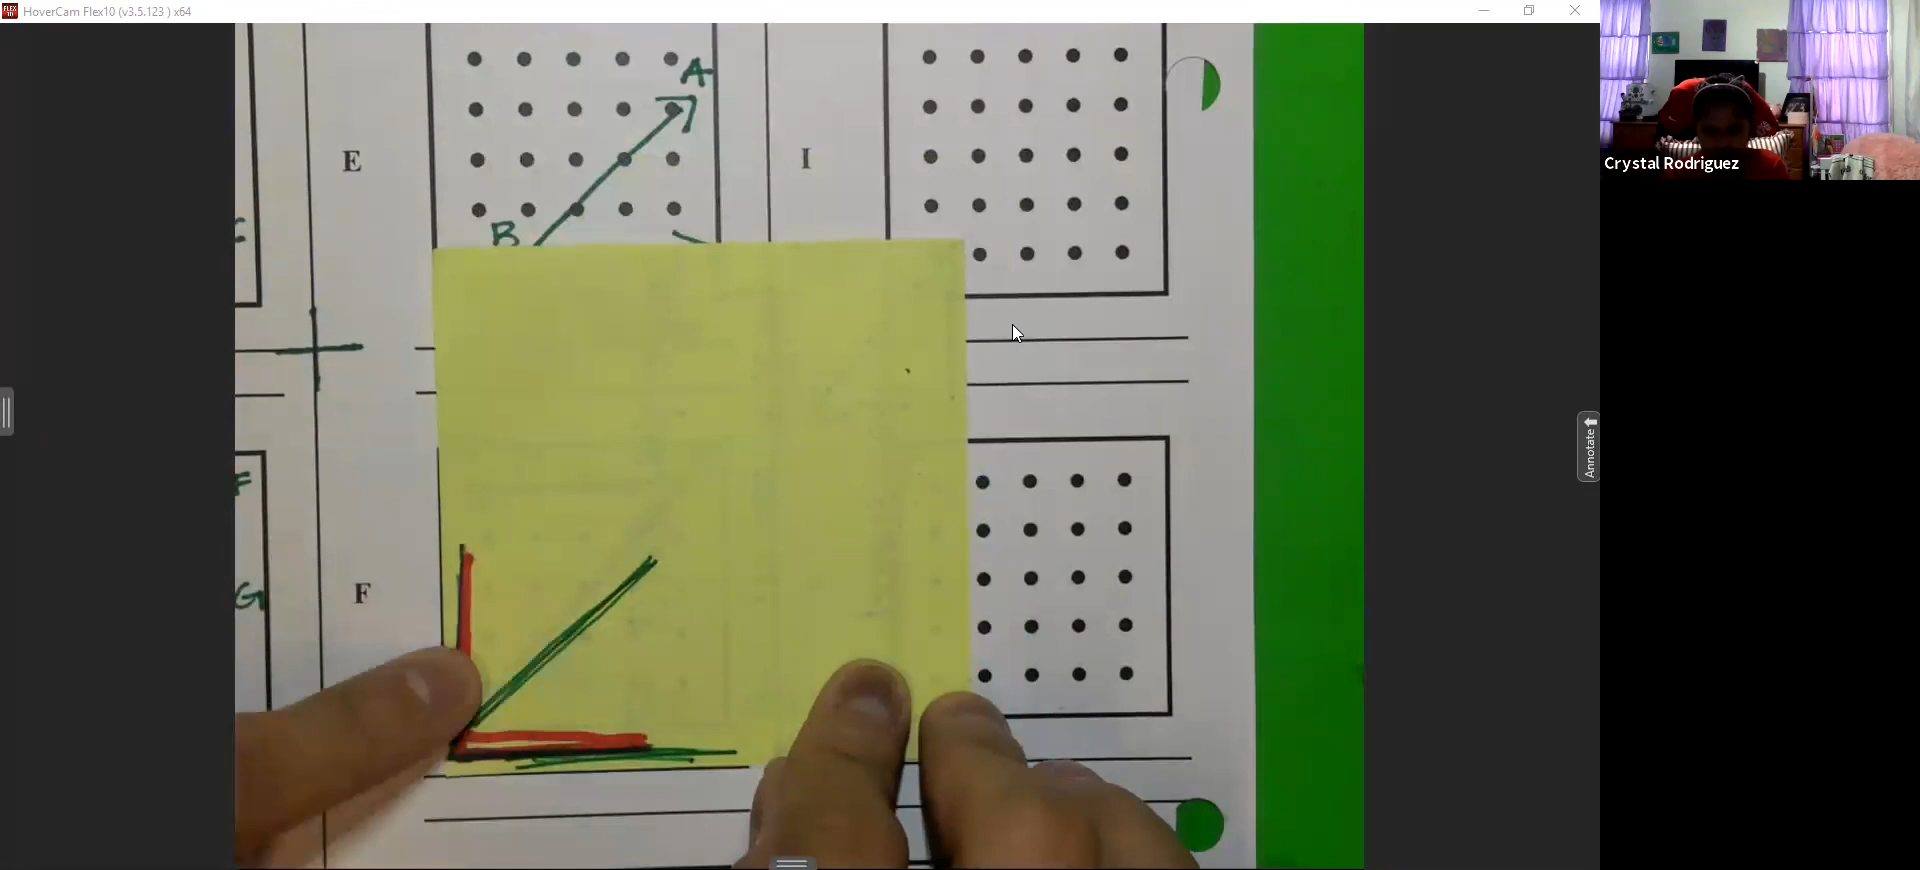 HoverCam Flex10 (v3.5.123 ) x64
A
E
I
B
Crystal Rodriguez
F
F
G
Annotate